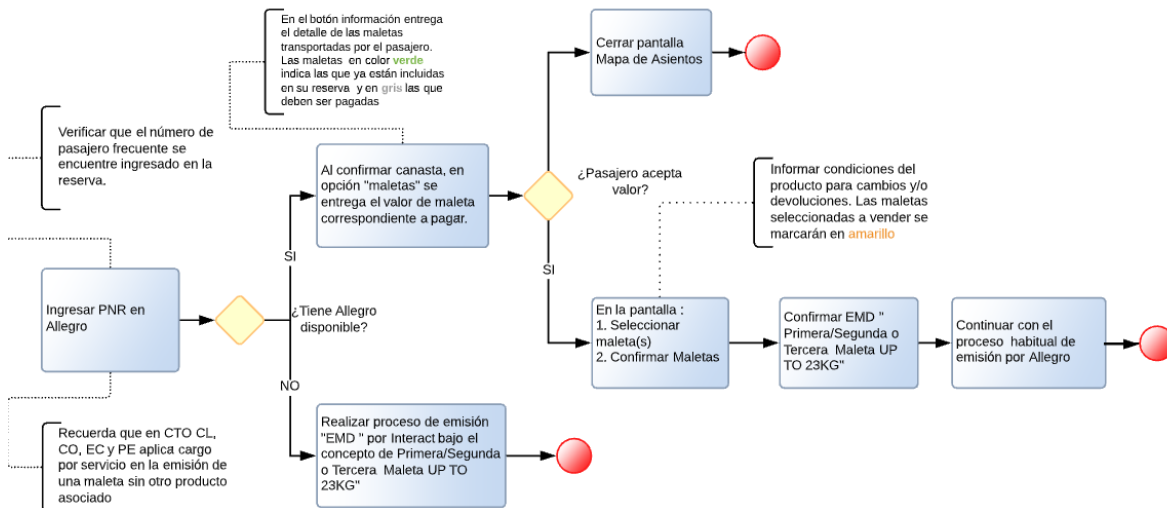 En el botón información entrega
el detalle de las maletas
transportadas por el pasajero.
Las maletas en color verde
indica las que ya están incluidas
en su reserva y en gris las que
deben ser pagadas
Cerrar pantalla
Mapa de Asientos
Verificar que el número de
pasajero frecuente se
encuentre ingresado en la
reserva.
Al confirmar canasta, en
opción "maletas" se
entrega el valor de maleta
correspondiente a pagar.
¿Pasajero acepta
valor?
Informar condiciones del
producto para cambios y/o
devoluciones. Las maletas
seleccionadas a vender se
marcarán en amarillo
SI
SI
Ingresar PNR en
Allegro
¿Tiene Allegro
disponible?
En la pantalla :
1. Seleccionar
maleta(s)
2. Confirmar Maletas
Confirmar EMD "
Primera/Segunda o
Tercera Maleta UP
TO 23KG"
Continuar con el
proceso habitual de
emisión por Allegro
NO
Recuerda que en CTO CL,
CO, EC y PE aplica cargo
por servicio en la emisión de
una maleta sin otro producto
asociado
Realizar proceso de emisión
"EMD " por Interact bajo el
concepto de Primera/Segunda
o Tercera Maleta UP TO
23KG"